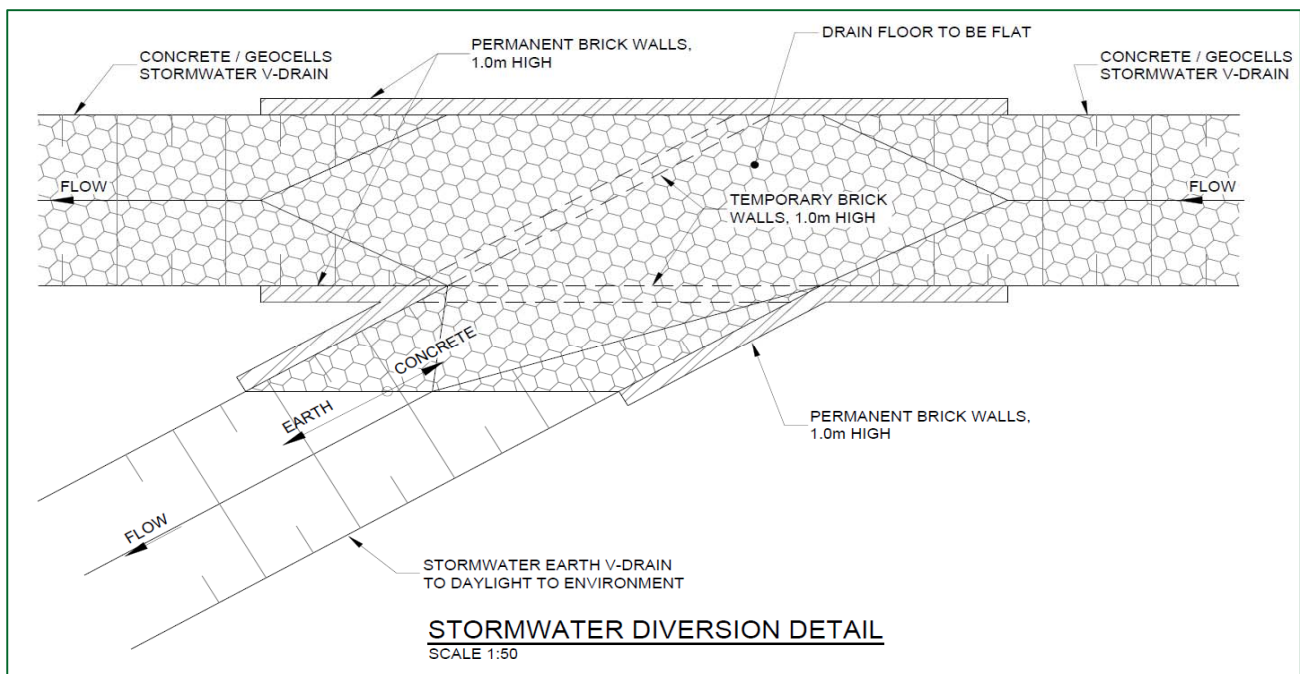 PERMANENT BRICK WALLS,
1.0m HIGH
DRAIN FLOOR TO BE FLAT
CONCRETE / GEOCELLS
STORMWATER V-DRAIN
CONCRETE / GEOCELLS
STORMWATER V-DRAIN
FLOW
FLOW
TEMPORARY BRICK
WALLS, 1.0m HIGH
CONCRETE
EARTH
PERMANENT BRICK WALLS,
1.0m HIGH
FLOW
STORMWATER EARTH V-DRAIN
TO DAYLIGHT TO ENVIRONMENT
STORMWATER DIVERSION DETAIL
SCALE 1:50